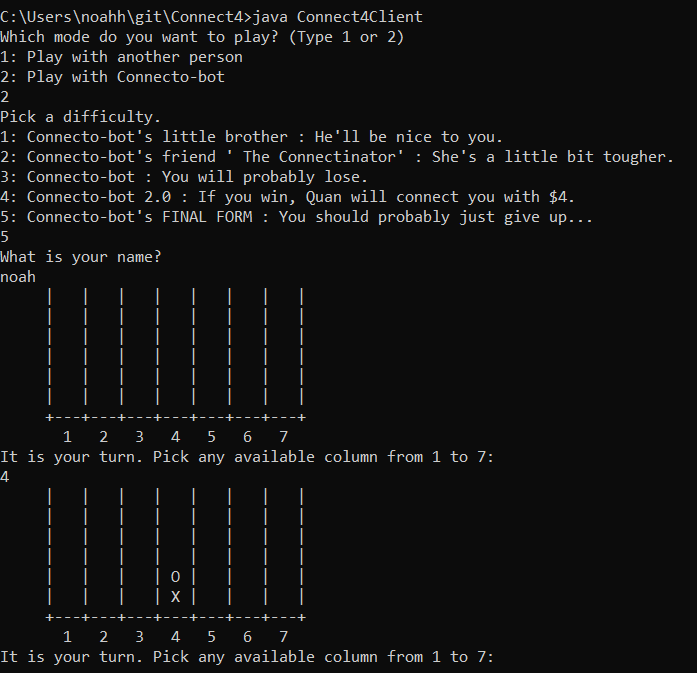 C:\Users\noahh\git\Connect4>java Connect4Client
Which mode do you want to play? (Type 1 or 2)
1: Play with another person
2: Play with Connecto-bot
2
Pick a difficulty.
1: Connecto-bot's little brother : He'll be nice to you.
2: Connecto-bot's friend ' The Connectinator' : She's a little bit tougher.
3: Connecto-bot : You will probably lose.
4: Connecto-bot 2.0 : If you win, Quan will connect you with $4.
5: Connecto-bot's FINAL FORM : You should probably just give up...
5
What is your name?
noah
     |   |   |   |   |   |   |   |
     |   |   |   |   |   |   |   |
     |   |   |   |   |   |   |   |
     |   |   |   |   |   |   |   |
     |   |   |   |   |   |   |   |
     |   |   |   |   |   |   |   |
     +---+---+---+---+---+---+---+
       1   2   3   4   5   6   7
It is your turn. Pick any available column from 1 to 7:
4
     |   |   |   |   |   |   |   |
     |   |   |   |   |   |   |   |
     |   |   |   |   |   |   |   |
     |   |   |   |   |   |   |   |
     |   |   |   | O |   |   |   |
     |   |   |   | X |   |   |   |
     +---+---+---+---+---+---+---+
       1   2   3   4   5   6   7
It is your turn. Pick any available column from 1 to 7: